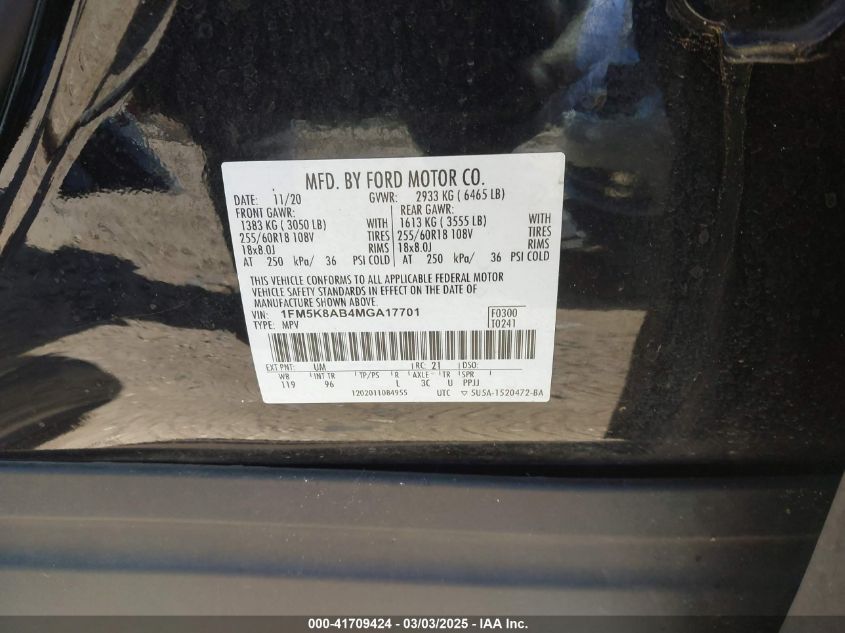 MFD. BY FORD MOTOR CO.
DATE: 11/20 GVWR: 2933 KG ( 6465 LB)
FRONT GAWR: REAR GAWR:
1383 KG ( 3050 LB) WITH 1613 KG ( 3555 LB) WITH
255/60R18 108V TIRES 255/60R18 108V TIRES
18x8.0J RIMS 18x8.0J RIMS
AT 250 kPa/ 36 PSI COLD AT 250 kPa/ 36 PSI COLD
THIS VEHICLE CONFORMS TO ALL APPLICABLE FEDERAL MOTOR
VEHICLE SAFETY STANDARDS IN EFFECT ON THE DATE OF
MANUFACTURE SHOWN ABOVE.
VIN: 1FM5K8AB4MGA17701 F0300
TYPE: MPV T0241
EXT PNT: UM RC: 21 DSO:
WB INT TR TP/PS R AXLE TR SPR
119 96 L 3C U PPJJ
1202011084955 UTC ▽ 5U5A-1520472-BA
000-41709424 - 03/03/2025 - IAA Inc.